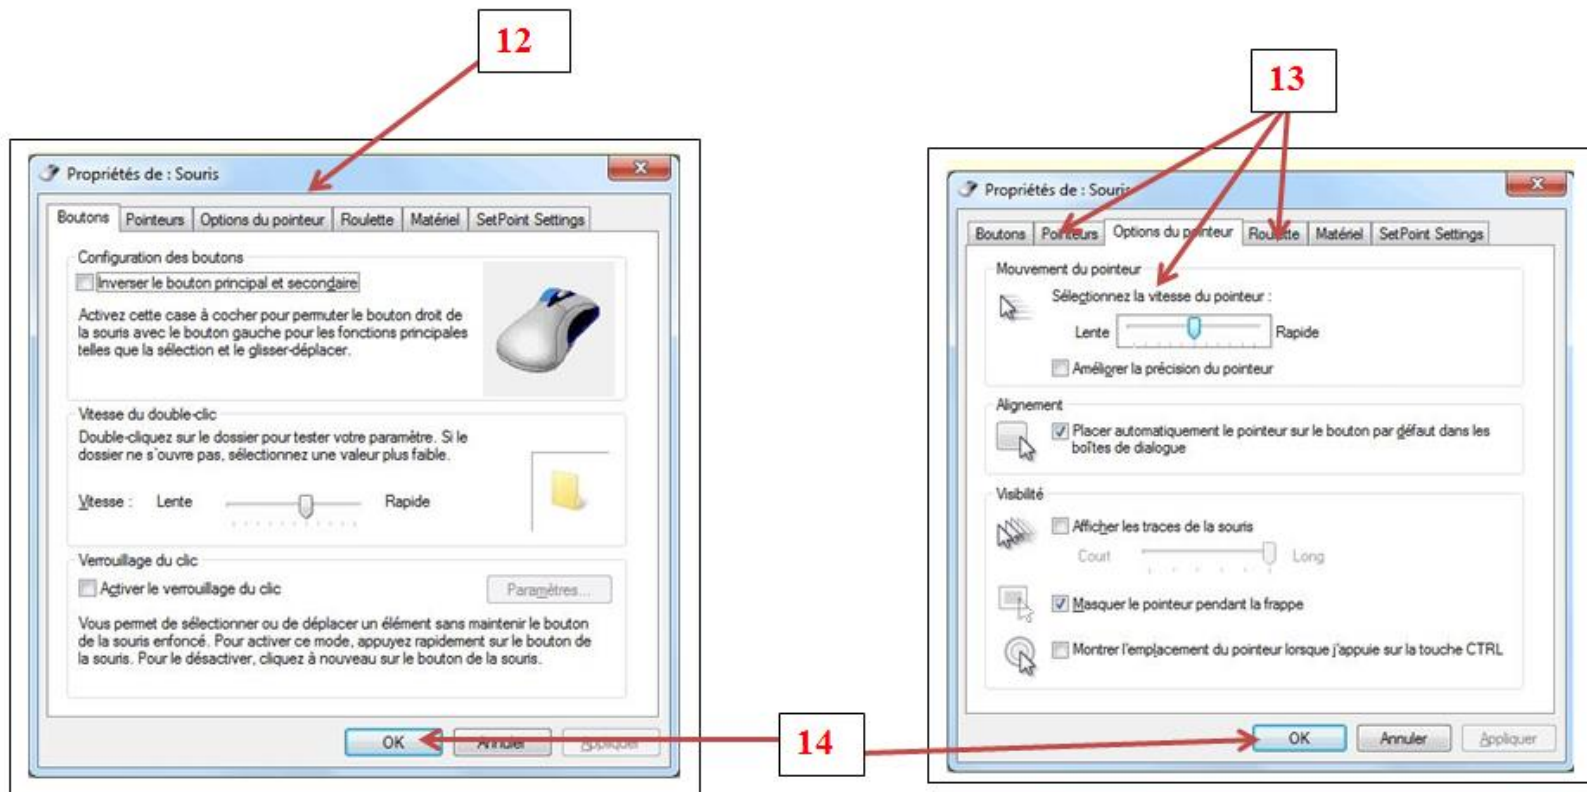 12
13
Propriétés de : Souris
Boutons Pointeurs Options du pointeur Roulette Matériel SetPoint Settings
Configuration des boutons
Inverser le bouton principal et secondaire
Activez cette case à cocher pour permuter le bouton droit de
la souris avec le bouton gauche pour les fonctions principales
telles que la sélection et le glisser-déplacer.
Vitesse du double-clic
Double-cliquez sur le dossier pour tester votre paramètre. Si le
dossier ne s'ouvre pas, sélectionnez une valeur plus faible.
Vitesse : Lente Rapide
Verrouillage du clic
Activer le verrouillage du clic Paramètres...
Vous permet de sélectionner ou de déplacer un élément sans maintenir le bouton
de la souris enfoncé. Pour activer ce mode, appuyez rapidement sur le bouton de
la souris. Pour le désactiver, cliquez à nouveau sur le bouton de la souris.
OK Annuler Appliquer
14
Propriétés de : Souris
Boutons Pointeurs Options du pointeur Roulette Matériel SetPoint Settings
Mouvement du pointeur
Sélectionnez la vitesse du pointeur :
Lente Rapide
Améliorer la précision du pointeur
Alignement
Placer automatiquement le pointeur sur le bouton par défaut dans les
boîtes de dialogue
Visibilité
Afficher les traces de la souris
Court Long
Masquer le pointeur pendant la frappe
Montrer l'emplacement du pointeur lorsque j'appuie sur la touche CTRL
OK Annuler Appliquer